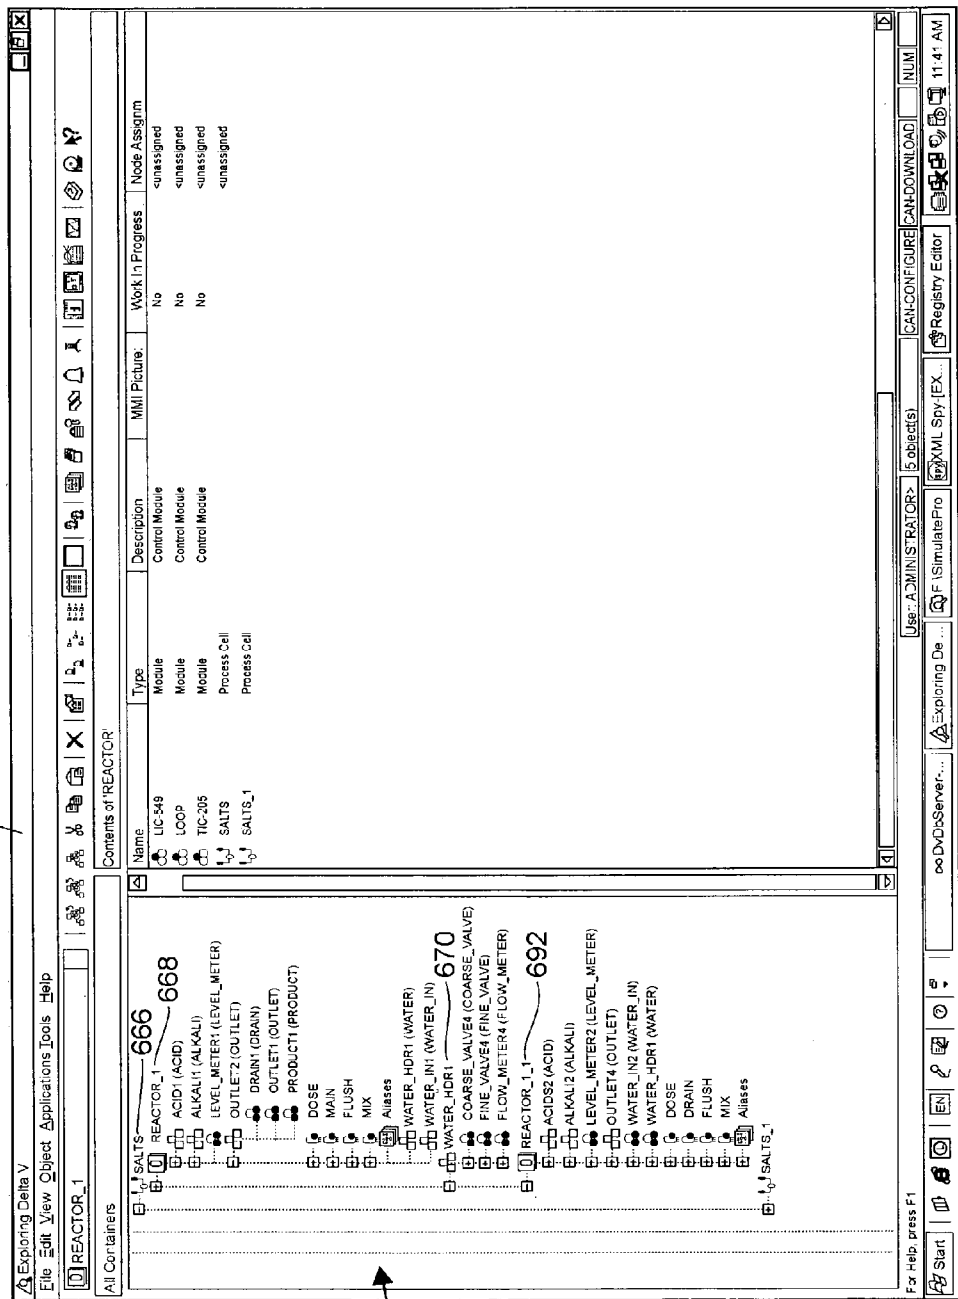 Exploring Delta V
File Edit View Object Applications Tools Help
REACTOR_1
All Containers
Contents of 'REACTOR'
SALTS 666
REACTOR_1 668
ACID1 (ACID)
ALKALI1 (ALKALI)
LEVEL_METER1 (LEVEL_METER)
OUTLET2 (OUTLET)
DRAIN1 (DRAIN)
OUTLET1 (OUTLET)
PRODUCT1 (PRODUCT)
DOSE
MAIN
FLUSH
MIX
Aliases
WATER_HDR1 (WATER)
WATER_IN1 (WATER_IN)
WATER_HDR1 670
COARSE_VALVE4 (COARSE_VALVE)
FINE_VALVE4 (FINE_VALVE)
FLOW_METER4 (FLOW_METER)
REACTOR_1_1 692
ACIDS2 (ACID)
ALKALI2 (ALKALI)
LEVEL_METER2 (LEVEL_METER)
OUTLET4 (OUTLET)
WATER_IN2 (WATER_IN)
WATER_HDR1 (WATER)
DOSE
DRAIN
FLUSH
MIX
Aliases
SALTS_1
Name Type Description MMI Picture: Work In Progress Node Assignm
LIC-549 Module Control Module No <unassigned
LOOP Module Control Module No <unassigned
TIC-205 Module Control Module No <unassigned
SALTS Process Cell <unassigned
SALTS_1 Process Cell
For Help, press F1 User: ADMINISTRATOR> 5 object(s) CAN-CONFIGURE CAN-DOWNLOAD NUM
Start EN DvDbServer-... Exploring De ... F:\SimulatePro XML Spy-[EX... Registry Editor 11:41 AM